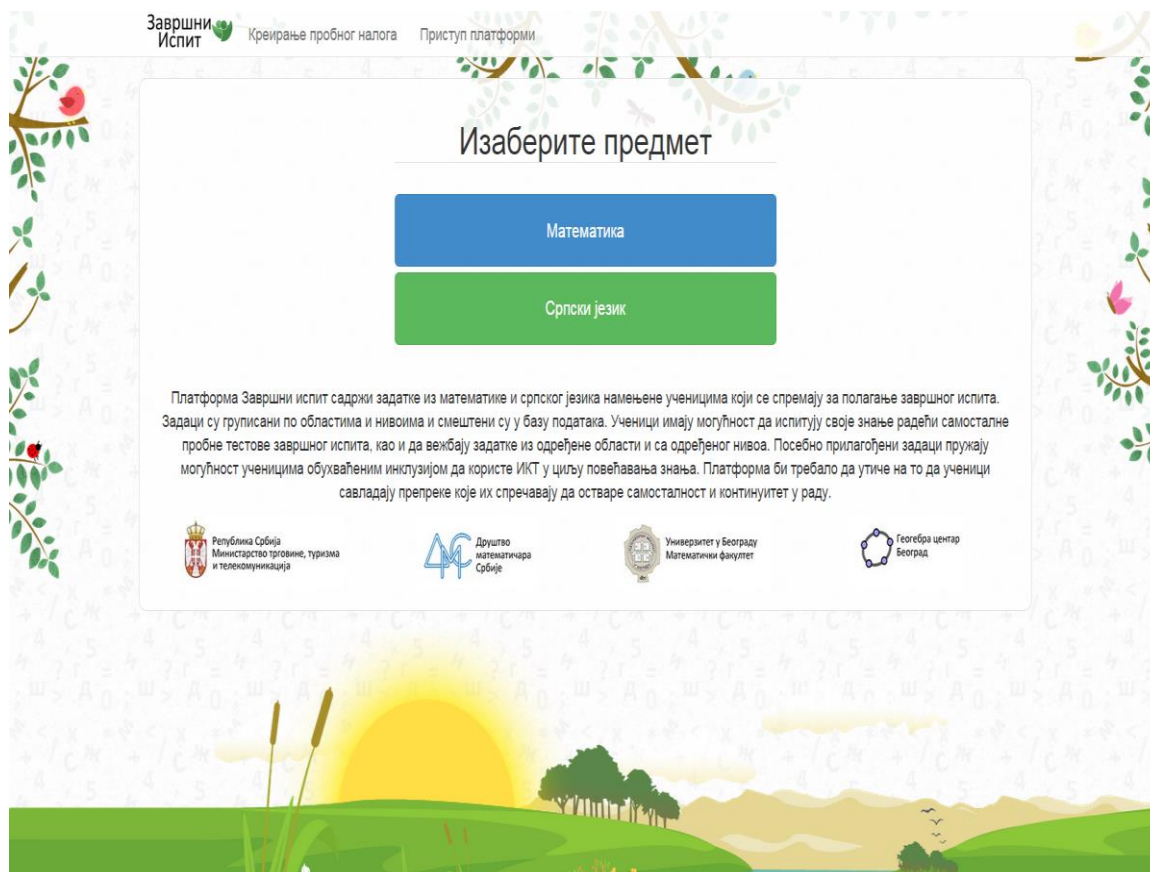 Завршни
Испит
Креирање пробног налога
Приступ платформи
Изаберите предмет
Математика
Српски језик
Платформа Завршни испит садржи задатке из математике и српског језика намењене ученицима који се спремају за полагање завршног испита.
Задаци су груписани по областима и нивоима и смештени су у базу података. Ученици имају могућност да испитују своје знање радећи самосталне
пробне тестове завршног испита, као и да вежбају задатке из одређене области и са одређеног нивоа. Посебно прилагођени задаци пружају
могућност ученицима обухваћеним инклузијом да користе ИКТ у циљу повећавања знања. Платформа би требало да утиче на то да ученици
савладају препреке које их спречавају да остваре самосталност и континуитет у раду.
Република Србија
Министарство трговине, туризма
и телекомуникација
Друштво
математичара
Србије
Универзитет у Београду
Математички факултет
Геогебра центар
Београд